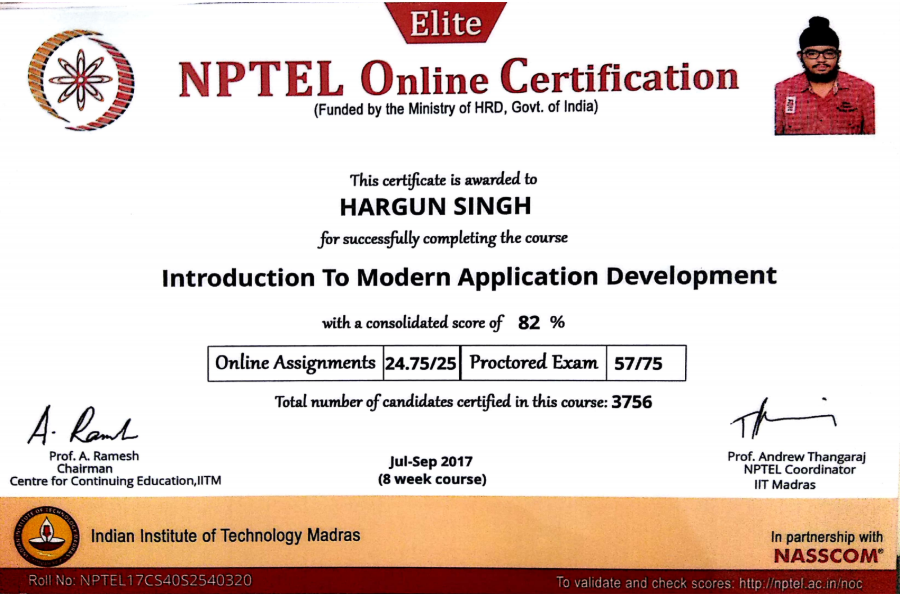 Elite
NPTEL Online Certification
(Funded by the Ministry of HRD, Govt. of India)
This certificate is awarded to
HARGUN SINGH
for successfully completing the course
Introduction To Modern Application Development
with a consolidated score of 82 %
Online Assignments 24.75/25 Proctored Exam 57/75
Total number of candidates certified in this course: 3756
A. Ramesh
Prof. A. Ramesh
Chairman
Centre for Continuing Education,IITM
Jul-Sep 2017
(8 week course)
Prof. Andrew Thangaraj
NPTEL Coordinator
IIT Madras
Indian Institute of Technology Madras
In partnership with
NASSCOM®
Roll No: NPTEL17CS40S2540320
To validate and check scores: http://nptel.ac.in/noc